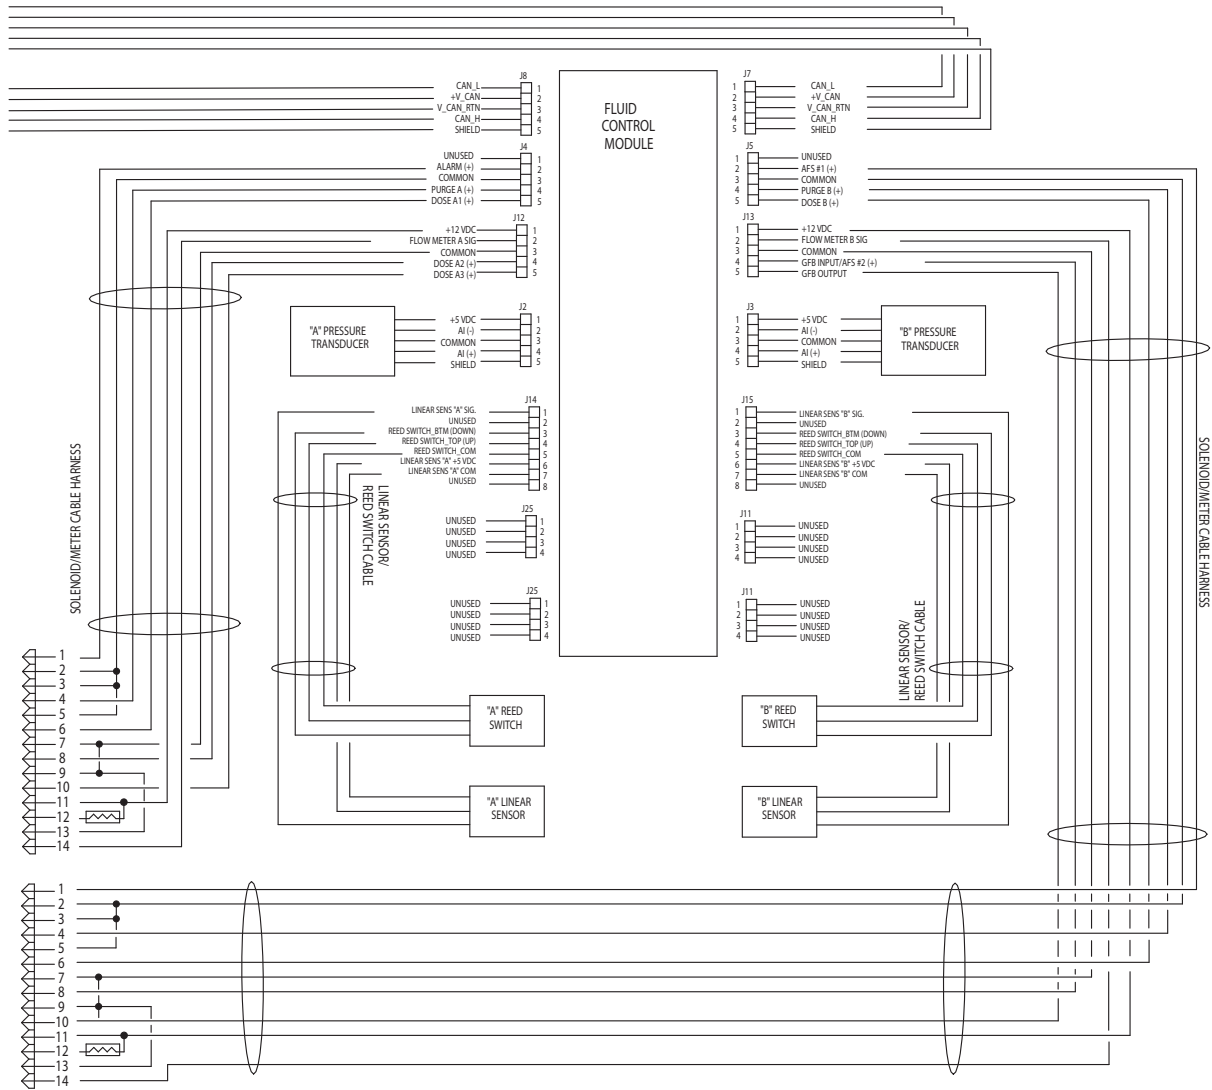 FLUID
CONTROL
MODULE
J8
CAN_L 1
+V_CAN 2
V_CAN_RTN 3
CAN_H 4
SHIELD 5
J4
UNUSED 1
ALARM (+) 2
COMMON 3
PURGE A (+) 4
DOSE A1 (+) 5
J12
+12 VDC 1
FLOW METER A SIG 2
COMMON 3
DOSE A2 (+) 4
DOSE A3 (+) 5
J2
+5 VDC 1
AI (-) 2
COMMON 3
AI (+) 4
SHIELD 5
"A" PRESSURE
TRANSDUCER
J14
LINEAR SENS "A" SIG. 1
UNUSED 2
REED SWITCH_BTM (DOWN) 3
REED SWITCH_TOP (UP) 4
REED SWITCH_COM 5
LINEAR SENS "A" +5 VDC 6
LINEAR SENS "A" COM 7
UNUSED 8
J25
UNUSED 1
UNUSED 2
UNUSED 3
UNUSED 4
J25
UNUSED 1
UNUSED 2
UNUSED 3
UNUSED 4
J7
1 CAN_L
2 +V_CAN
3 V_CAN_RTN
4 CAN_H
5 SHIELD
J5
1 UNUSED
2 AFS #1 (+)
3 COMMON
4 PURGE B (+)
5 DOSE B (+)
J13
1 +12 VDC
2 FLOW METER B SIG
3 COMMON
4 GFB INPUT/AFS #2 (+)
5 GFB OUTPUT
J3
1 +5 VDC
2 AI (-)
3 COMMON
4 AI (+)
5 SHIELD
"B" PRESSURE
TRANSDUCER
J15
1 LINEAR SENS "B" SIG.
2 UNUSED
3 REED SWITCH_BTM (DOWN)
4 REED SWITCH_TOP (UP)
5 REED SWITCH_COM
6 LINEAR SENS "B" +5 VDC
7 LINEAR SENS "B" COM
8 UNUSED
J11
1 UNUSED
2 UNUSED
3 UNUSED
4 UNUSED
J11
1 UNUSED
2 UNUSED
3 UNUSED
4 UNUSED
SOLENOID/METER CABLE HARNESS
LINEAR SENSOR/
REED SWITCH CABLE
LINEAR SENSOR/
REED SWITCH CABLE
SOLENOID/METER CABLE HARNESS
"A" REED
SWITCH
"B" REED
SWITCH
"A" LINEAR
SENSOR
"B" LINEAR
SENSOR
1
2
3
4
5
6
7
8
9
10
11
12
13
14
1
2
3
4
5
6
7
8
9
10
11
12
13
14